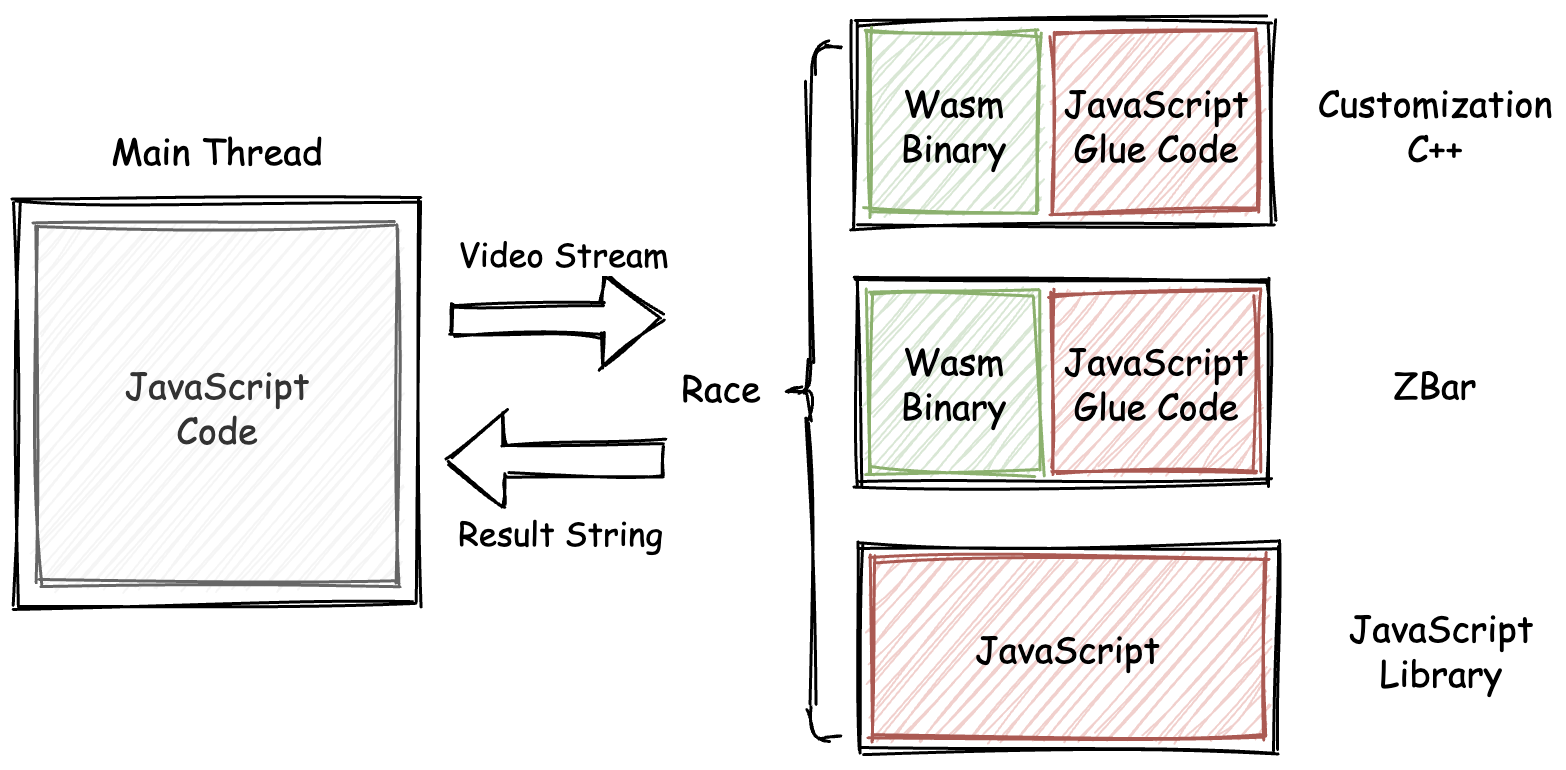 Main Thread
JavaScript
Code
Video Stream
Result String
Race
Wasm
Binary
JavaScript
Glue Code
Customization
C++
Wasm
Binary
JavaScript
Glue Code
ZBar
JavaScript
JavaScript
Library